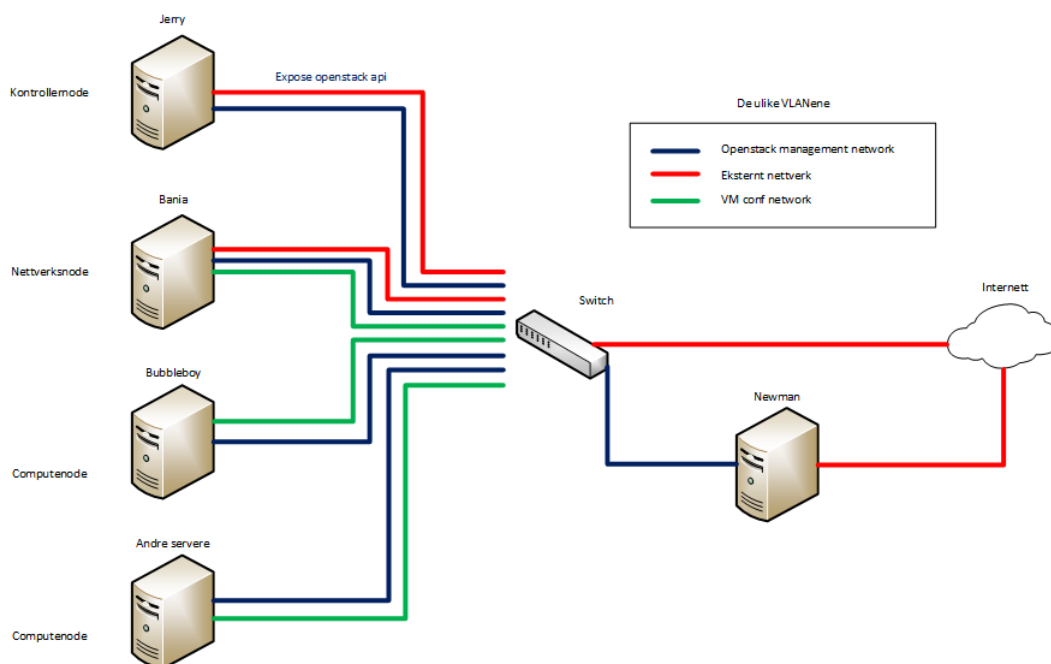 Jerry
Kontrollernode
Expose openstack api
De ulike VLANene
Openstack management network
Eksternt nettverk
VM conf network
Bania
Nettverksnode
Switch
Internett
Bubbleboy
Computenode
Newman
Andre servere
Computenode